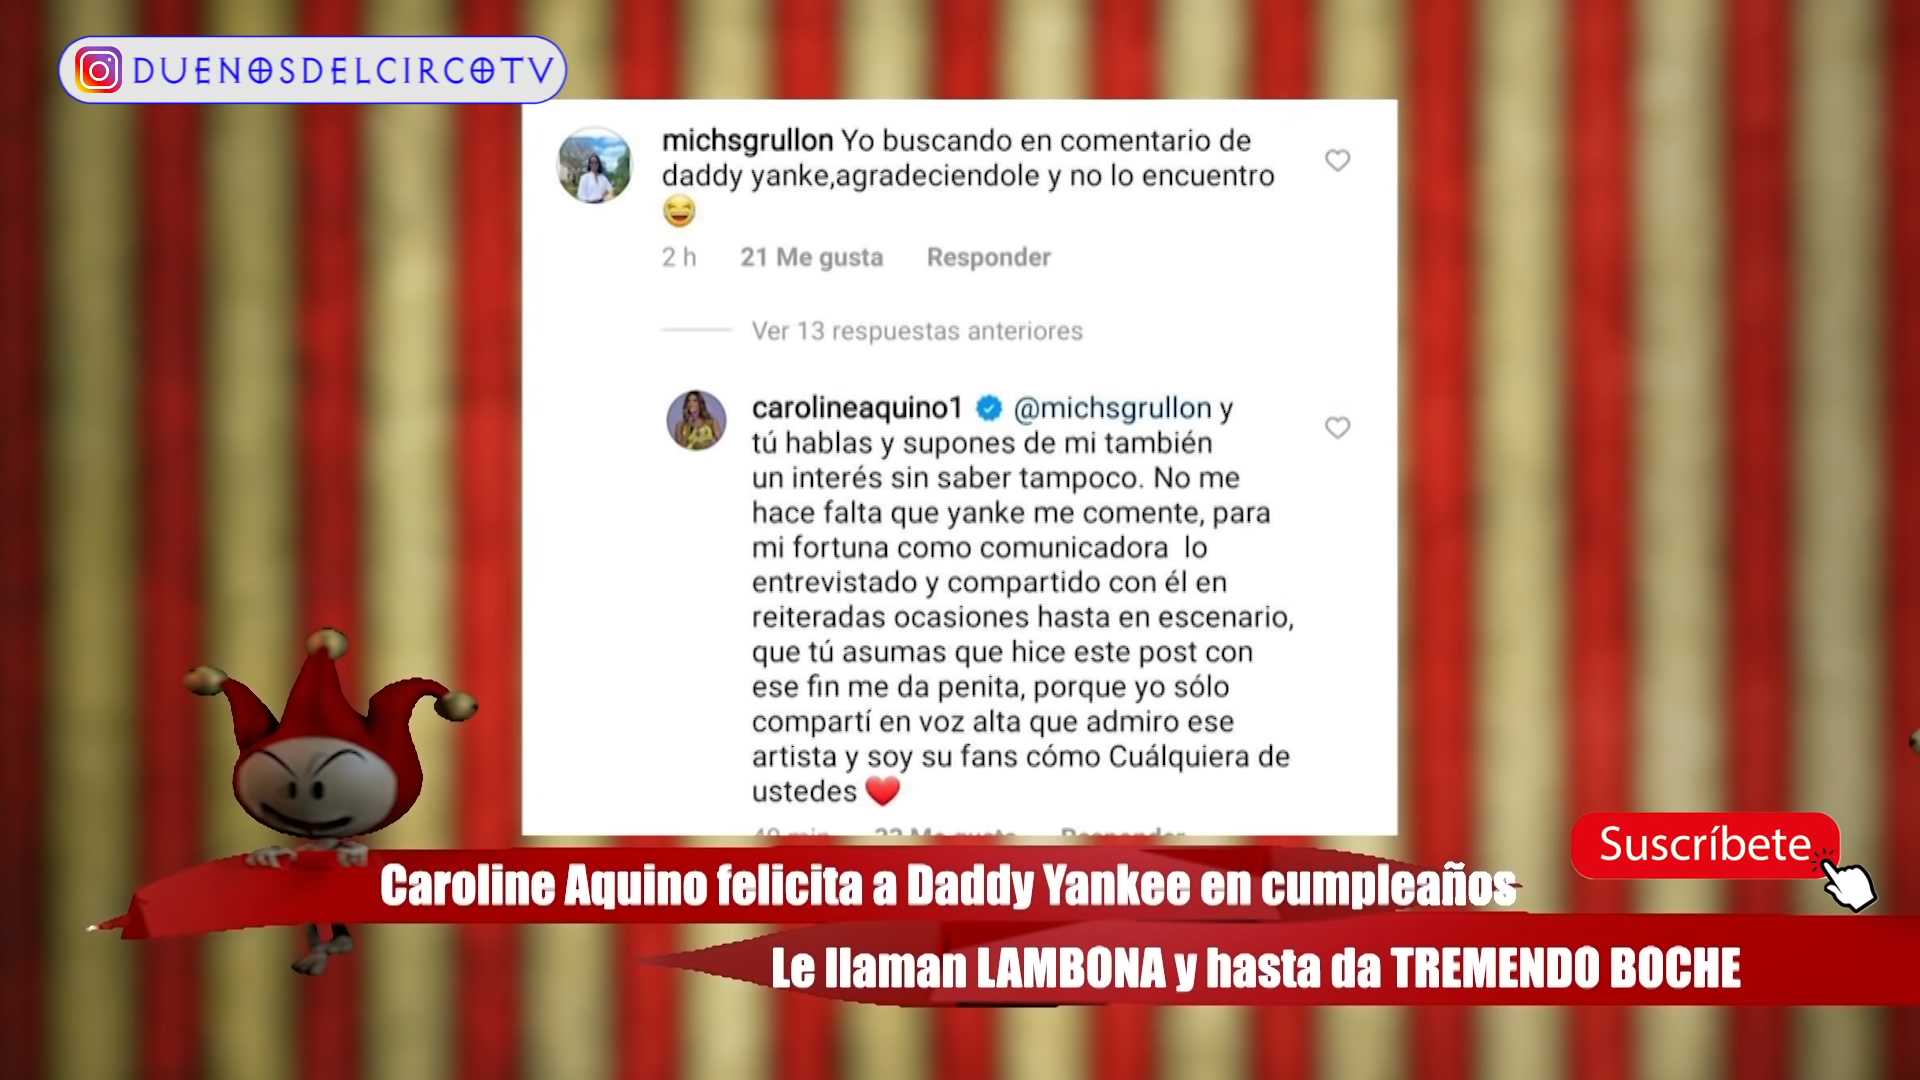 DUENOSDELCIRCOTV
michsgrullon Yo buscando en comentario de
daddy yanke,agradeciendole y no lo encuentro
😆
2 h 21 Me gusta Responder
Ver 13 respuestas anteriores
carolineaquino1 @michsgrullon y
tú hablas y supones de mi también
un interés sin saber tampoco. No me
hace falta que yanke me comente, para
mi fortuna como comunicadora lo
entrevistado y compartido con él en
reiteradas ocasiones hasta en escenario,
que tú asumas que hice este post con
ese fin me da penita, porque yo sólo
compartí en voz alta que admiro ese
artista y soy su fans cómo Cuálquiera de
ustedes ❤️
Me gusta Responder
Suscríbete
Caroline Aquino felicita a Daddy Yankee en cumpleaños
Le llaman LAMBONA y hasta da TREMENDO BOCHE